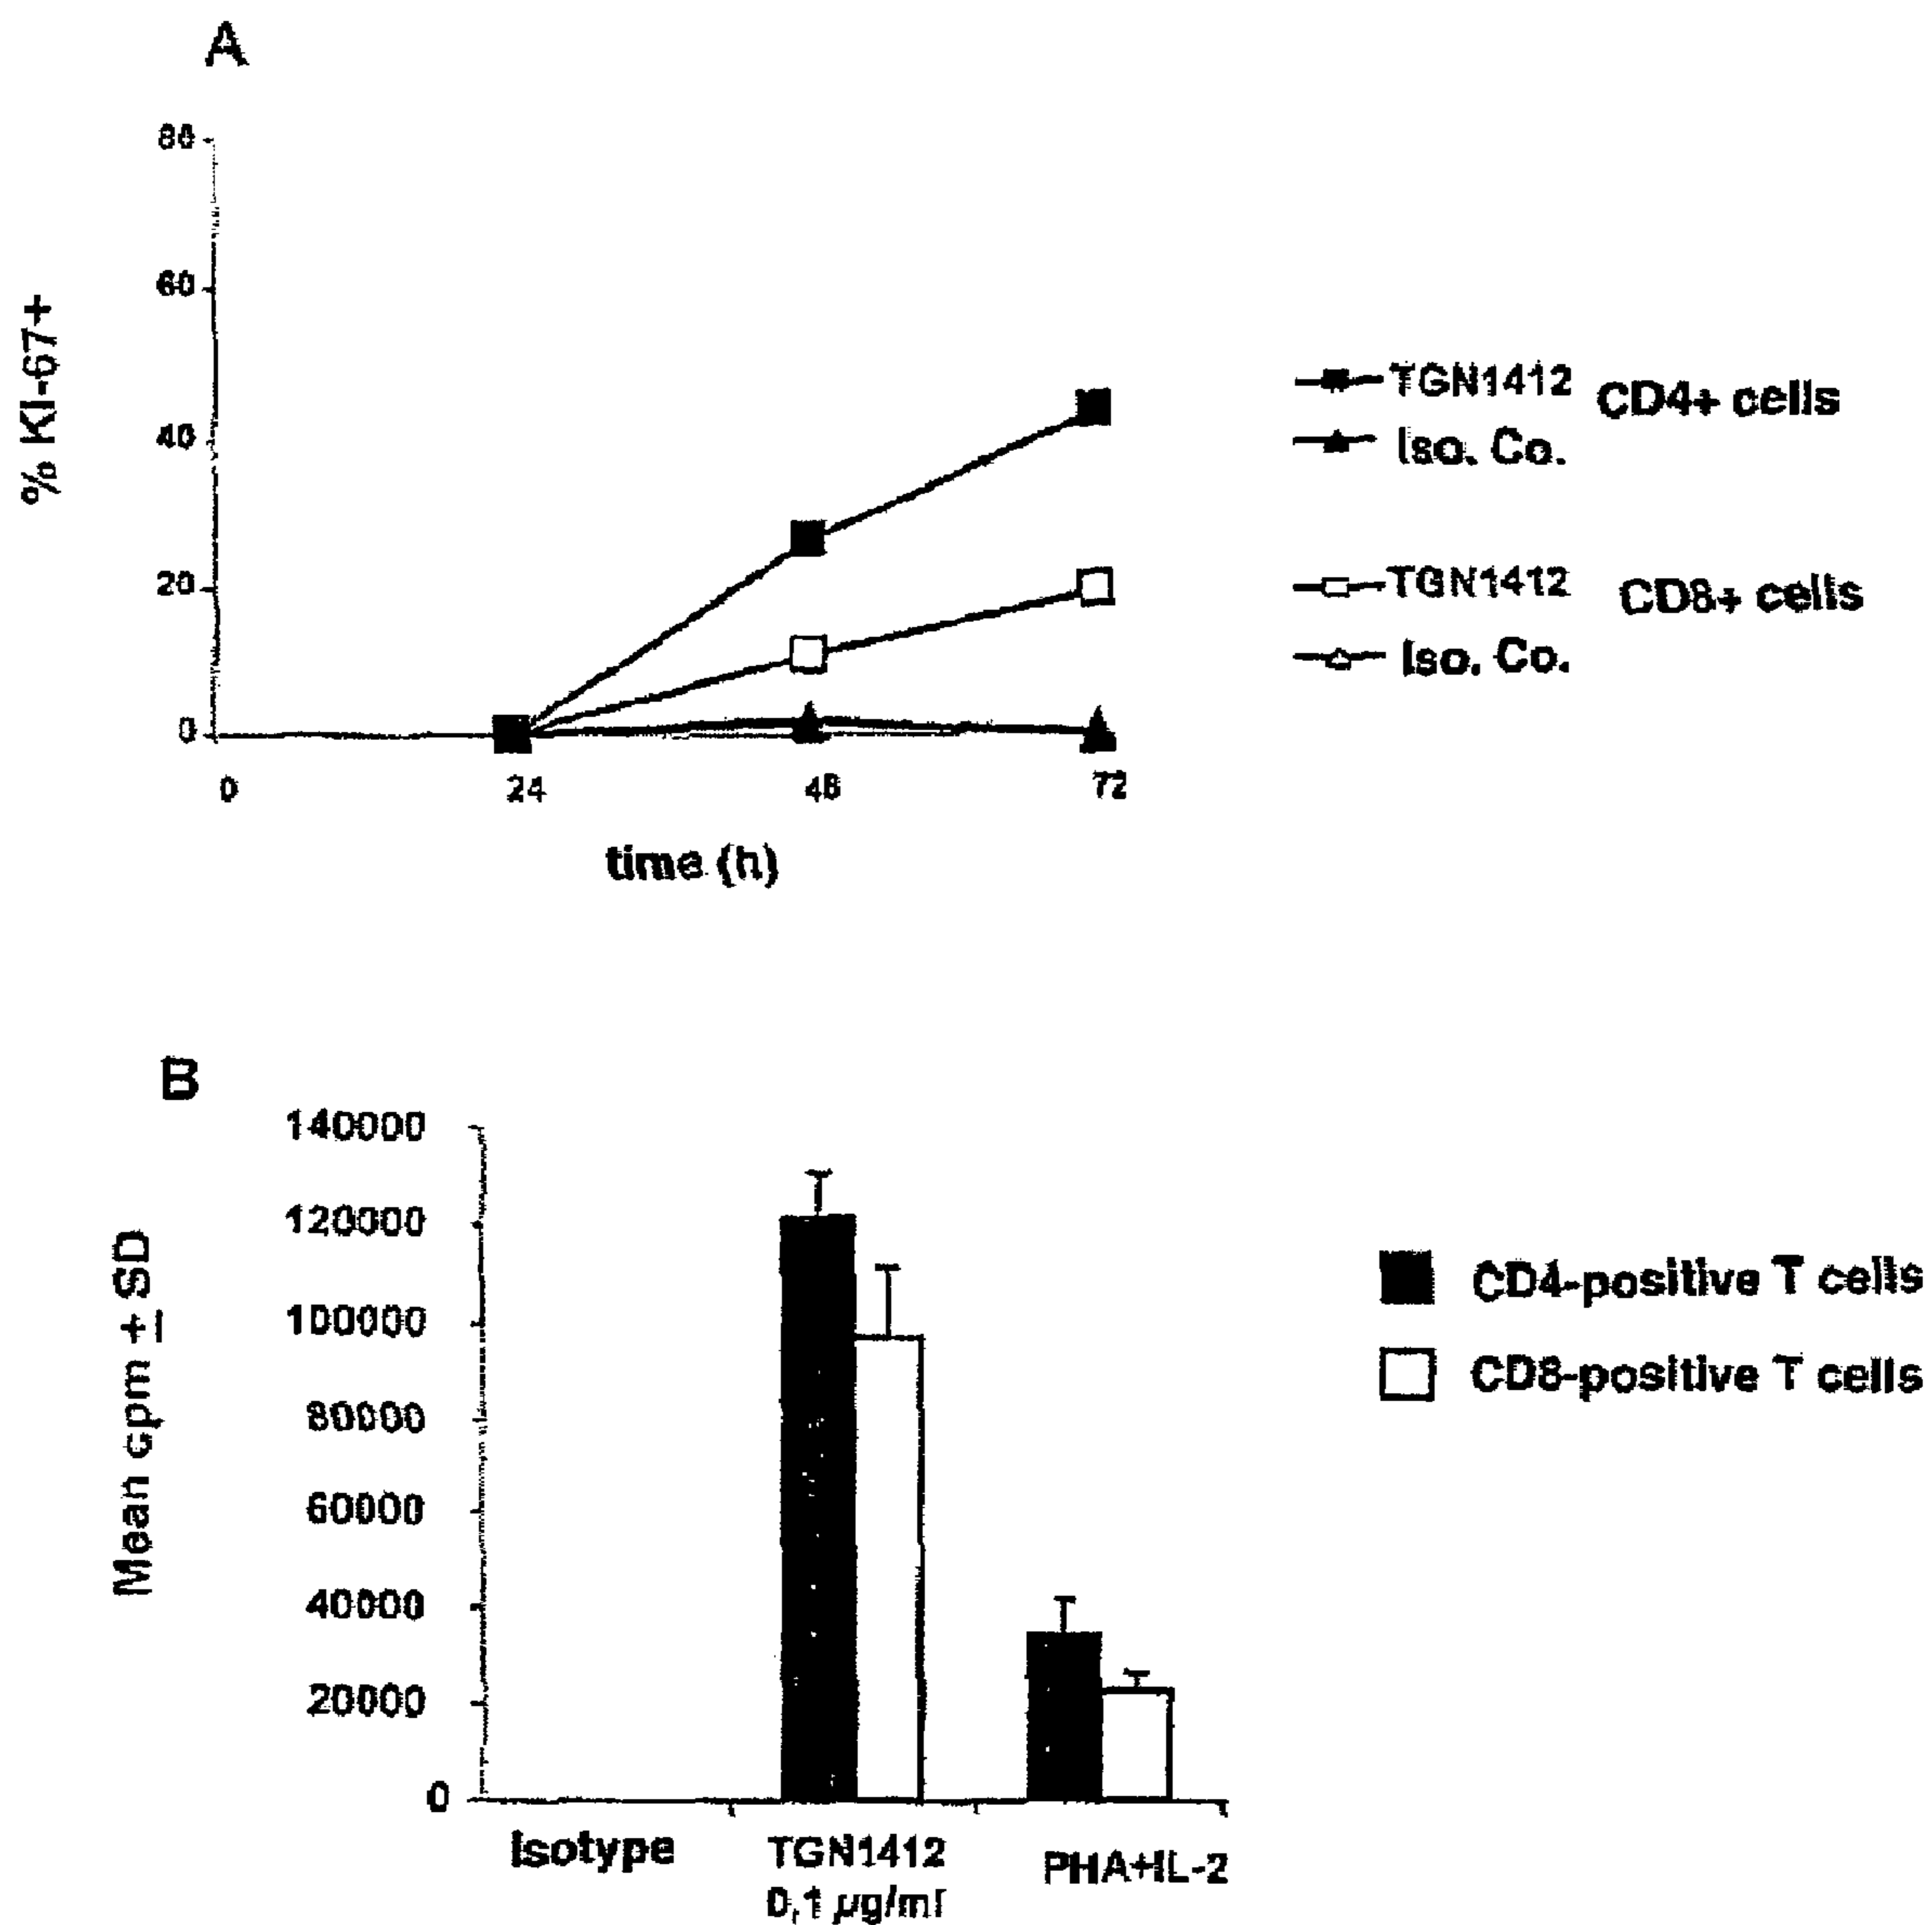 A
80
60
40
20
0
% KI-67+
0 24 48 72
time (h)
TGN1412 CD4+ cells
Iso. Co.
TGN1412 CD8+ cells
Iso. Co.
B
140000
120000
100000
80000
60000
40000
20000
0
Mean cpm ± SD
Isotype TGN1412 PHA+IL-2
0,1 µg/ml
CD4-positive T cells
CD8-positive T cells